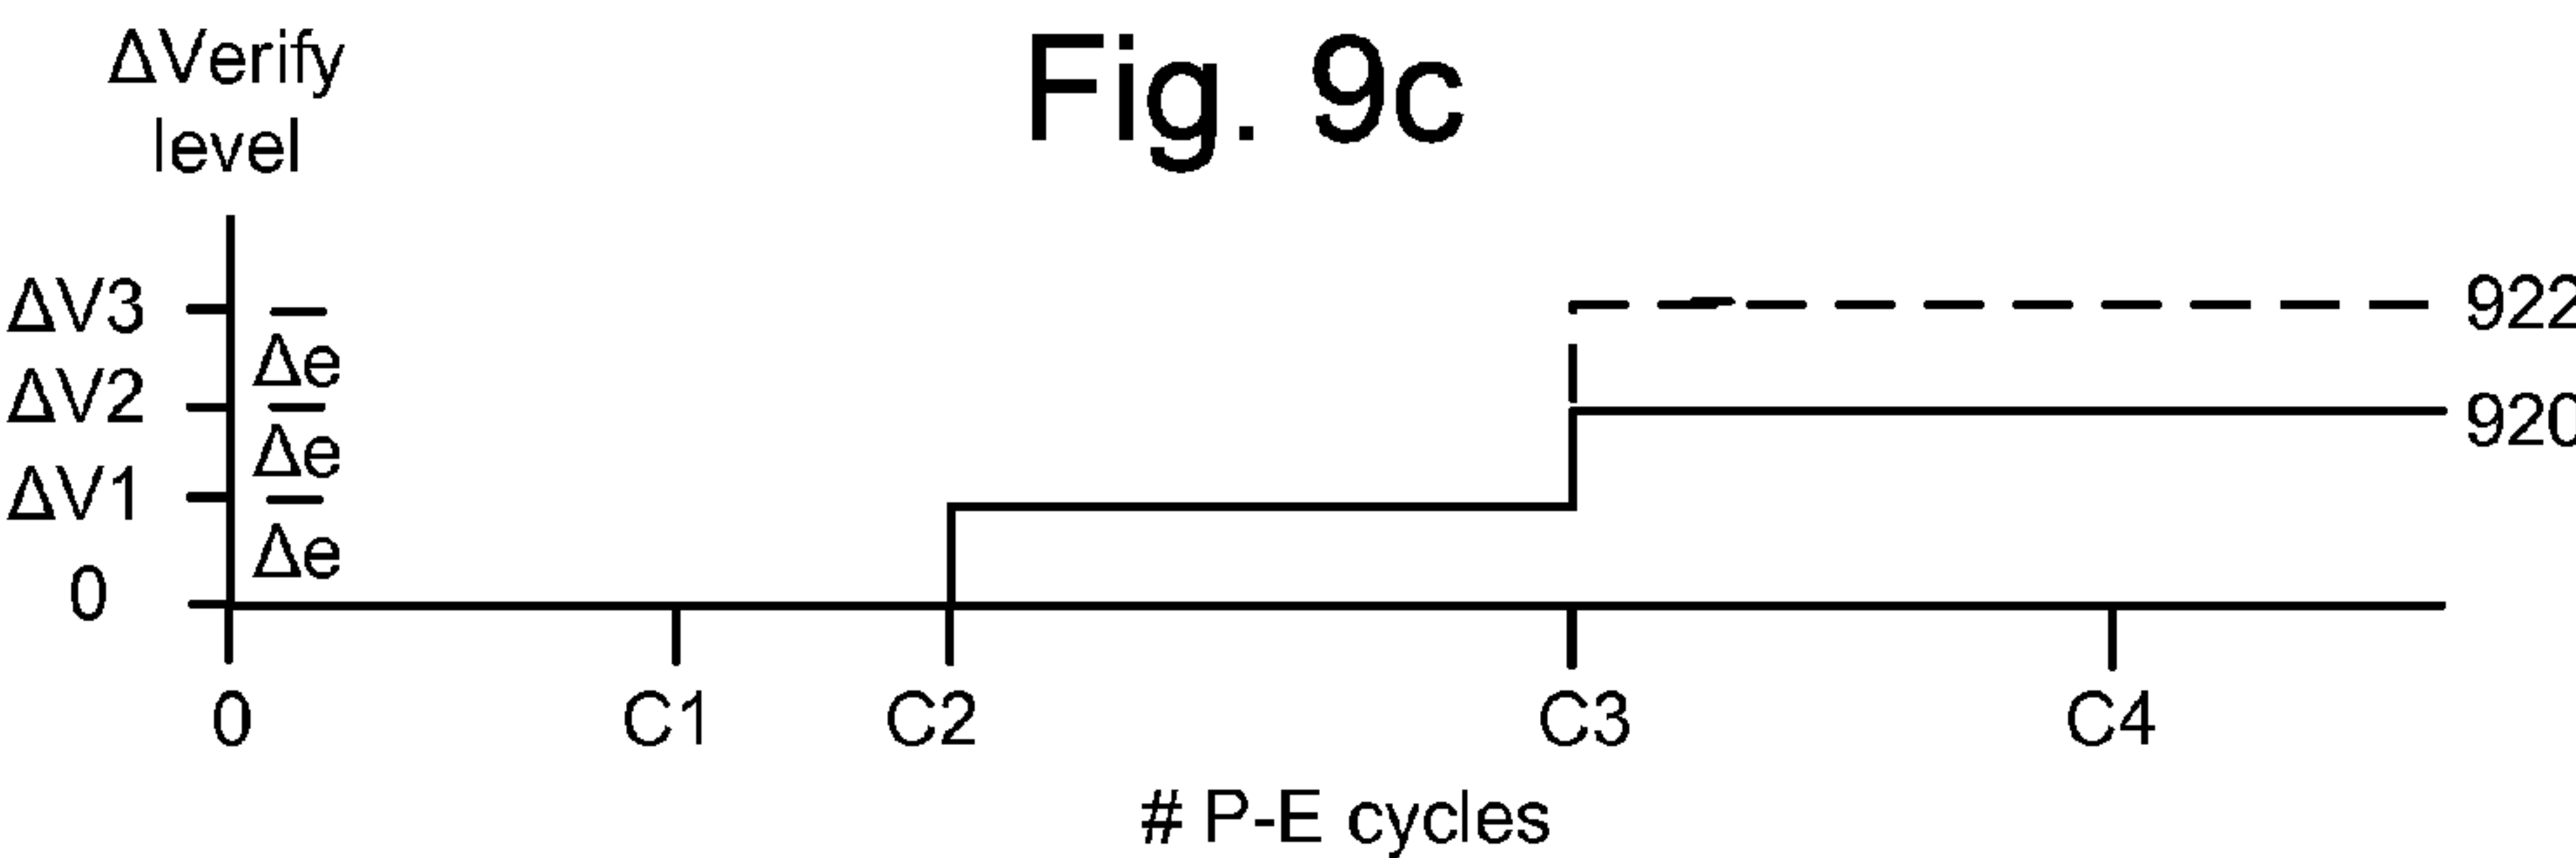 Fig. 9c
ΔVerify
level
ΔV3
Δe
ΔV2
Δe
ΔV1
Δe
0
922
920
0
C1
C2
C3
C4
# P-E cycles